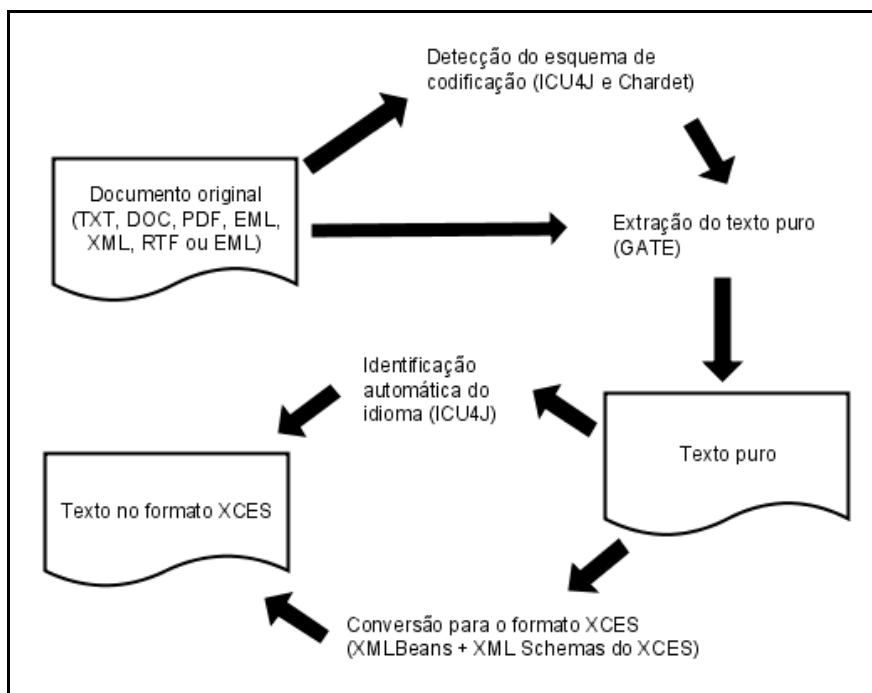 Detecção do esquema de
codificação (ICU4J e Chardet)
Documento original
(TXT, DOC, PDF, EML,
XML, RTF ou EML)
Extração do texto puro
(GATE)
Identificação
automática do
idioma (ICU4J)
Texto puro
Texto no formato XCES
Conversão para o formato XCES
(XMLBeans + XML Schemas do XCES)